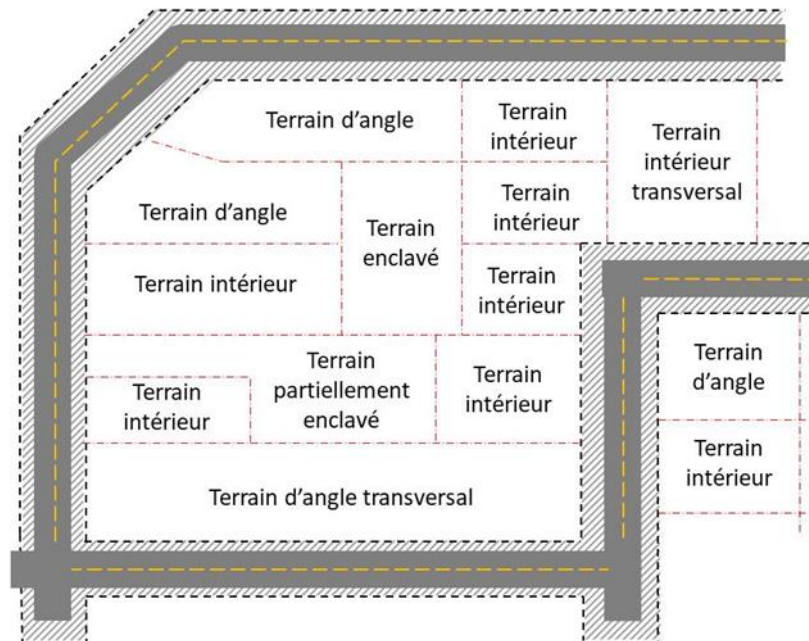 Terrain d'angle
Terrain
intérieur
Terrain
intérieur
transversal
Terrain d'angle
Terrain
enclavé
Terrain
intérieur
Terrain intérieur
Terrain
intérieur
Terrain
intérieur
Terrain
partiellement
enclavé
Terrain
intérieur
Terrain
d'angle
Terrain
intérieur
Terrain d'angle transversal